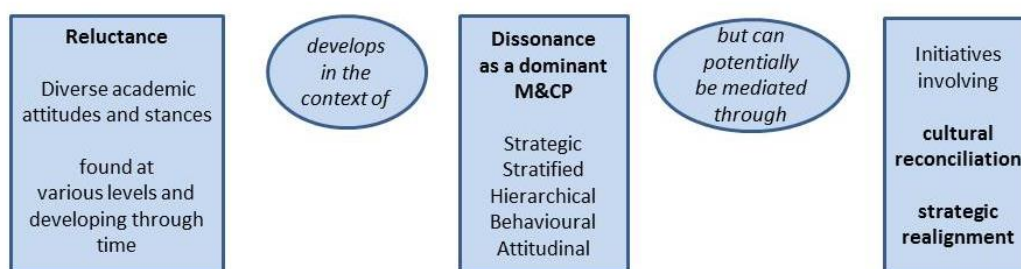 Reluctance
Diverse academic
attitudes and stances
found at
various levels and
developing through
time
develops
in the
context of
Dissonance
as a dominant
M&CP
Strategic
Stratified
Hierarchical
Behavioural
Attitudinal
but can
potentially
be mediated
through
Initiatives
involving
cultural
reconciliation
strategic
realignment